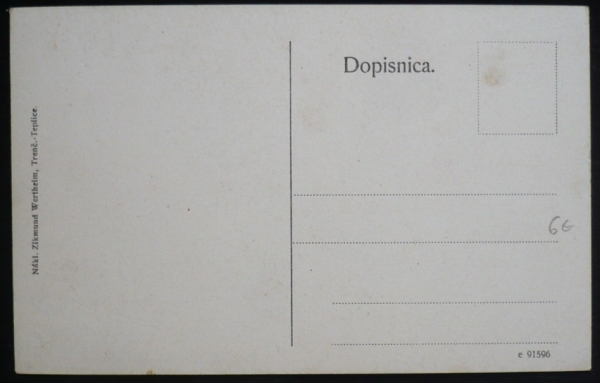 Nákl. Zikmund Wertheim, Trenč.-Teplice.
Dopisnica.
6€
e 91596